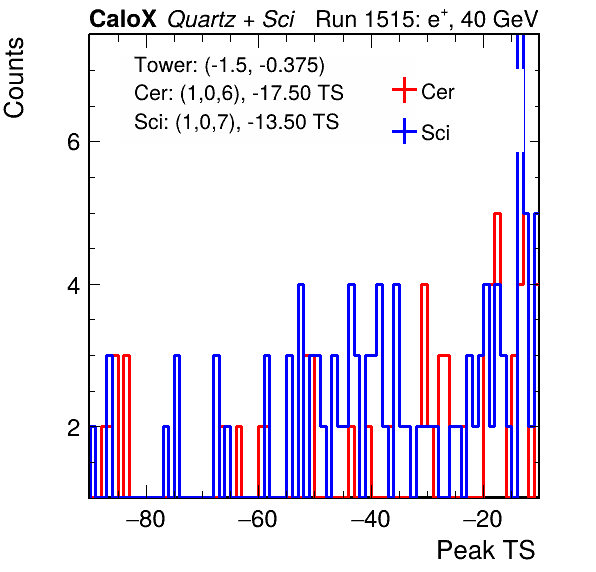 CaloX Quartz + Sci Run 1515: e+, 40 GeV
Counts
Tower: (-1.5, -0.375)
Cer: (1,0,6), -17.50 TS
Sci: (1,0,7), -13.50 TS
Cer
Sci
6
4
2
−80 −60 −40 −20
Peak TS